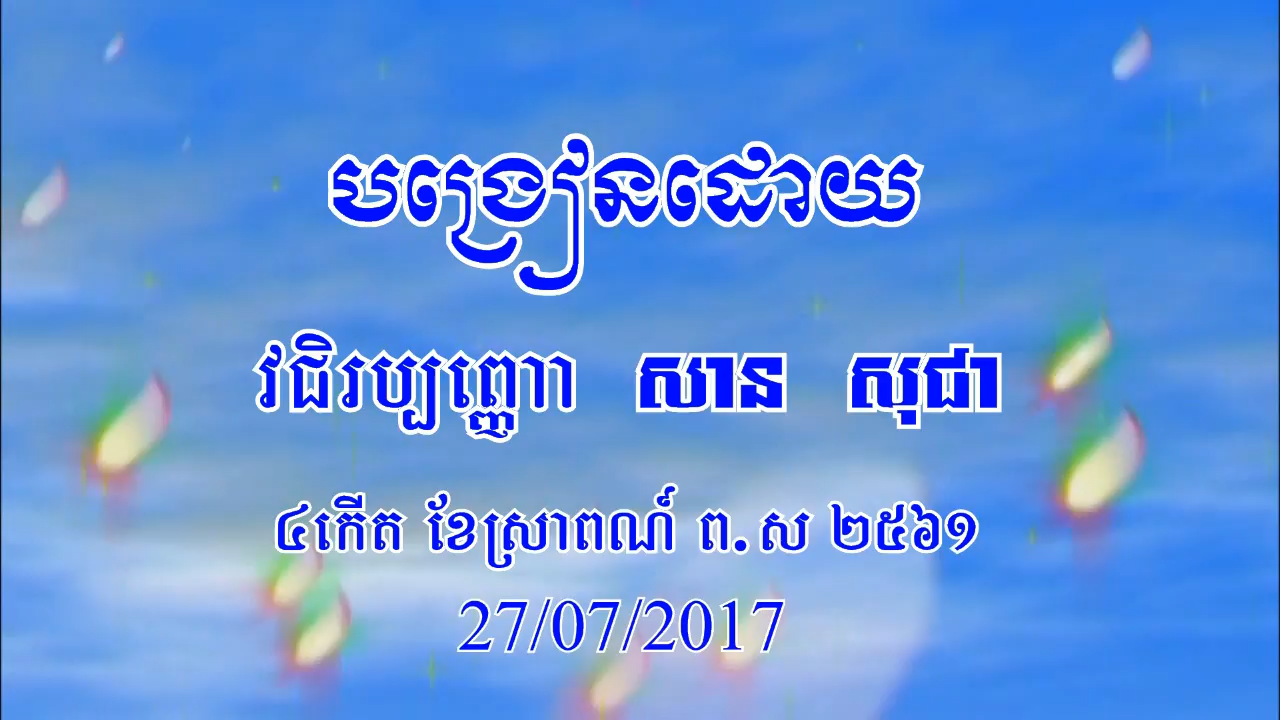 បង្រៀនដោយ
វជិរប្បញ្ញោា សាន សុជា
៤កើត ខែស្រាពណ៍ ព.ស ២៥៦១
27/07/2017